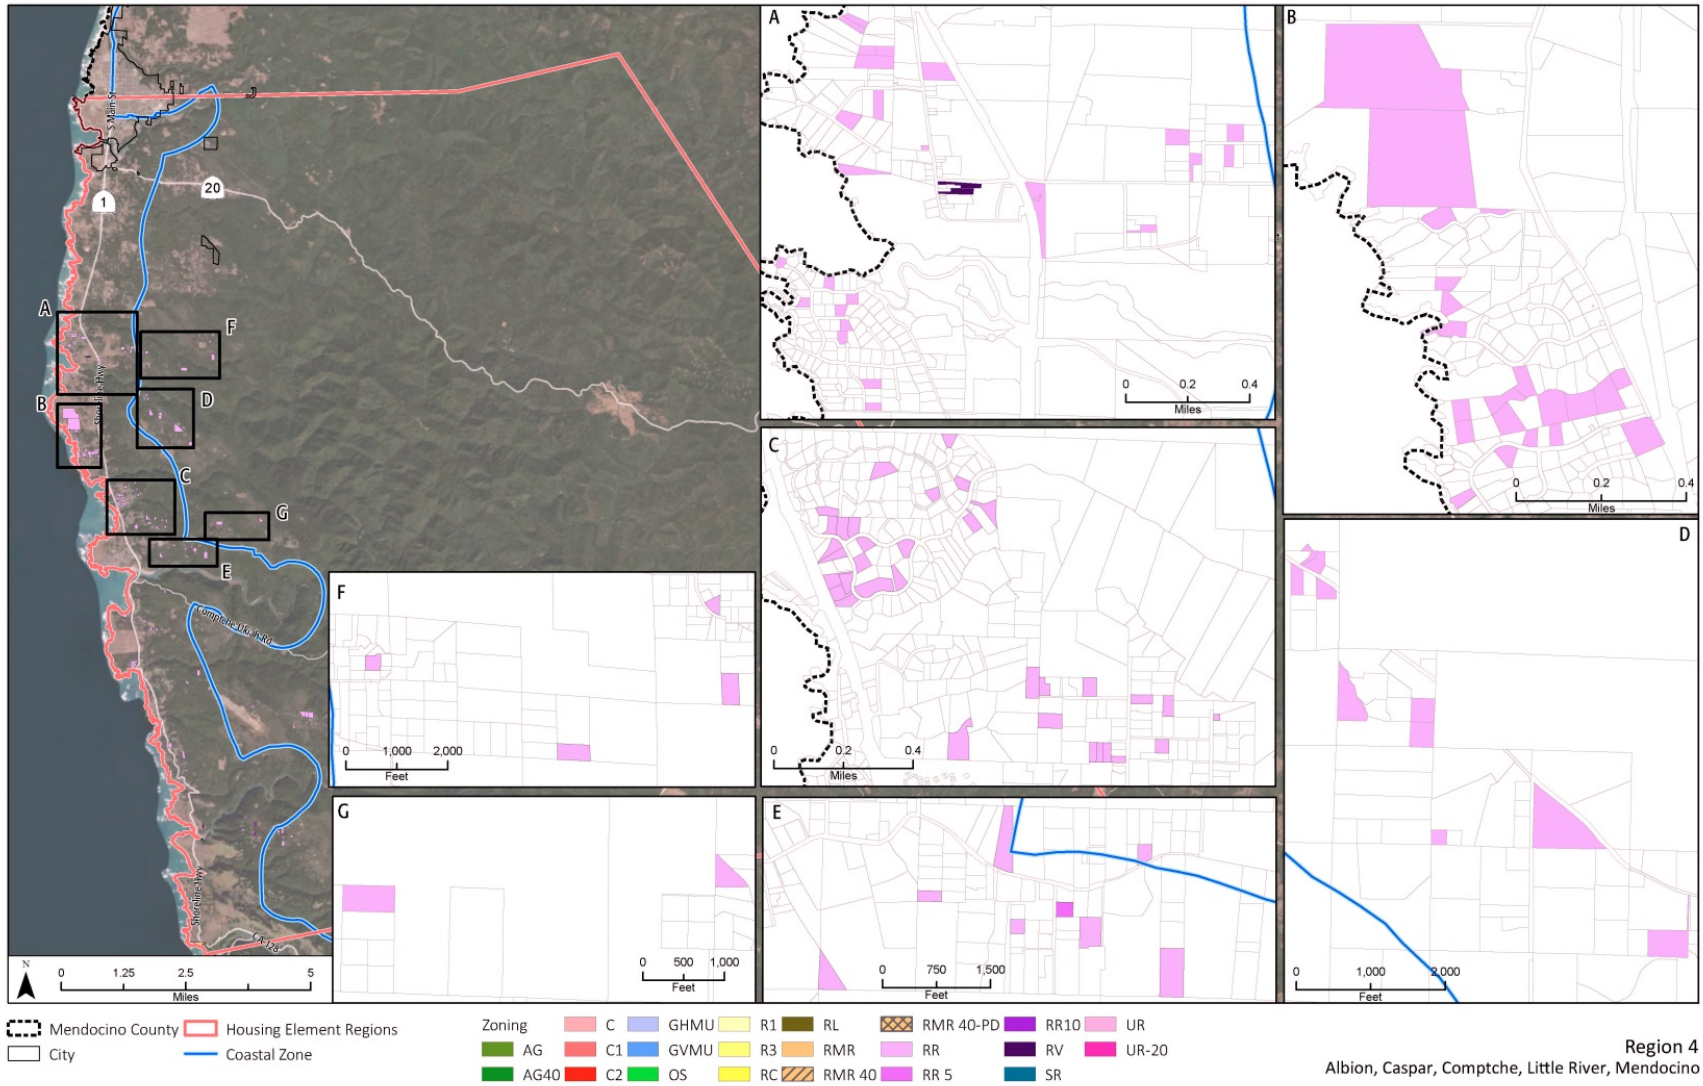 S Main St
20
1
A
F
Shoreline Hwy
B
D
C
G
E
Comptche Ukiah Rd
Shoreline Hwy
CA-128
N
0 1.25 2.5 5
Miles
A
0 0.2 0.4
Miles
B
0 0.2 0.4
Miles
C
0 0.2 0.4
Miles
D
0 1,000 2,000
Feet
F
0 1,000 2,000
Feet
G
0 500 1,000
Feet
E
0 750 1,500
Feet
Mendocino County
City
Housing Element Regions
Coastal Zone
Zoning
AG
AG40
C
C1
C2
GHMU
GVMU
OS
R1
R3
RC
RL
RMR
RMR 40
RMR 40-PD
RR
RR 5
RR10
RV
SR
UR
UR-20
Region 4
Albion, Caspar, Comptche, Little River, Mendocino